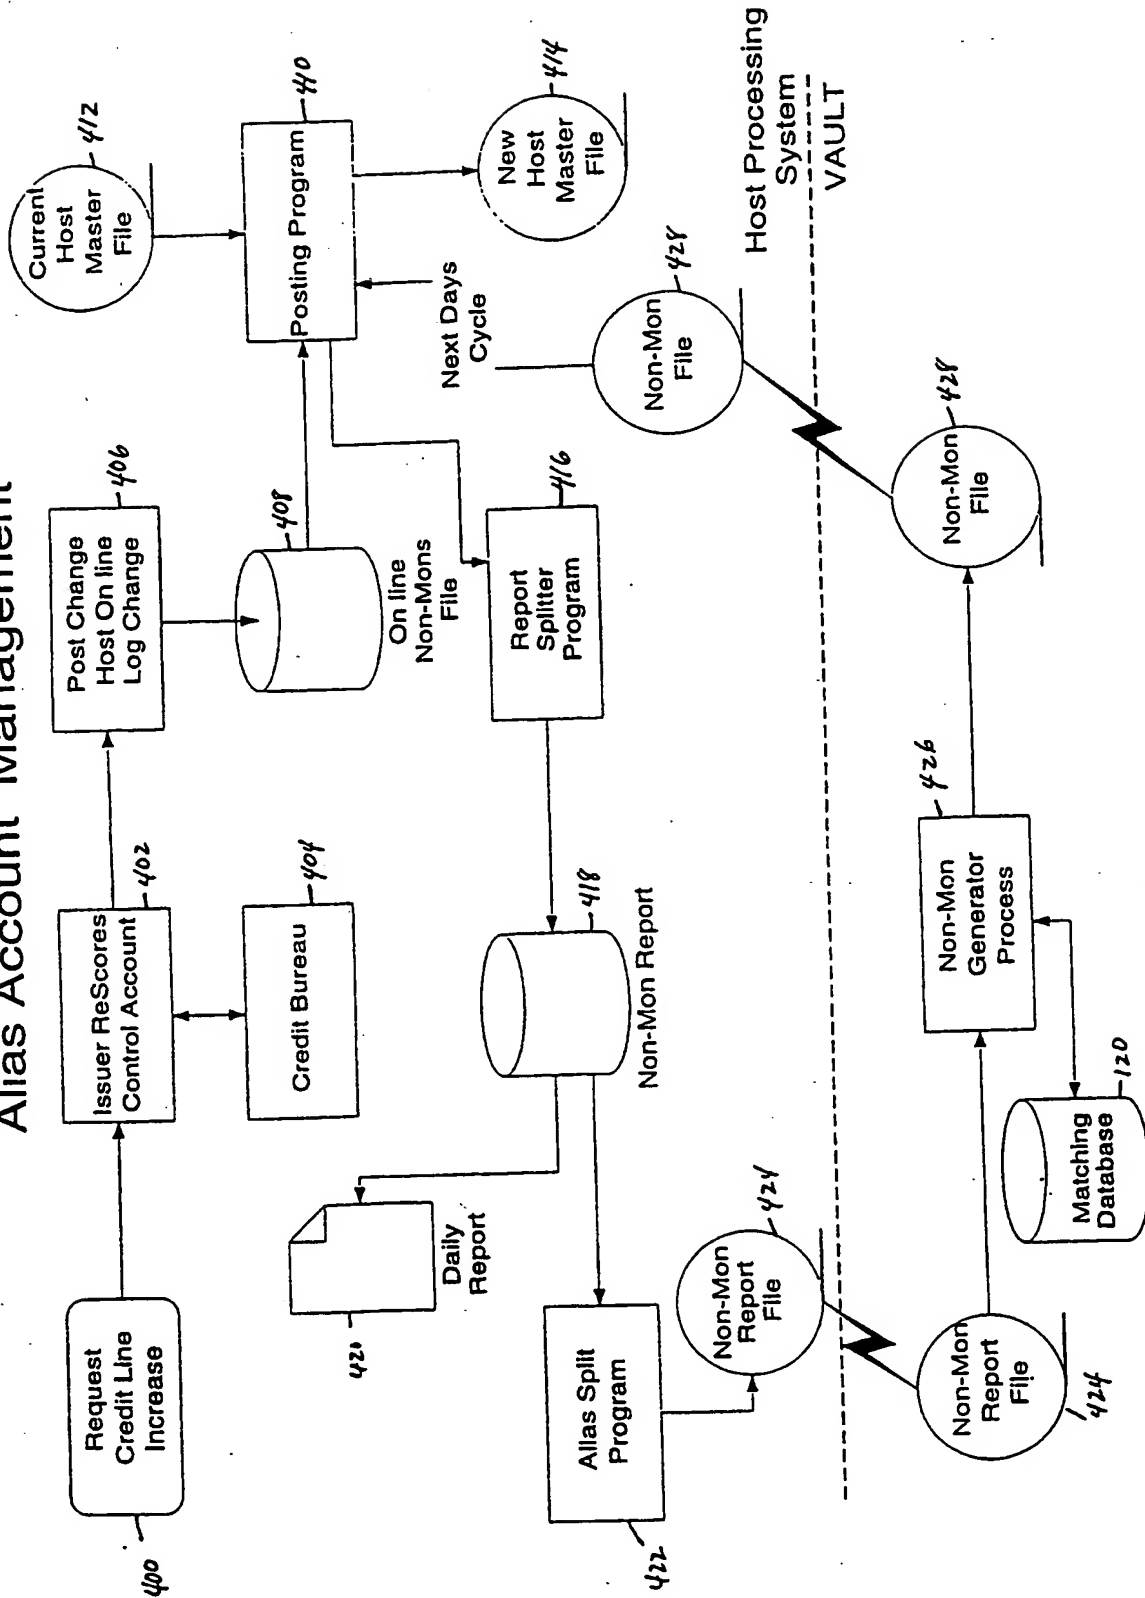 Alias Account Management
Request
Credit Line
Increase
400
Issuer ReScores
Control Account
402
Credit Bureau
404
Post Change
Host On line
Log Change
406
408
On line
Non-Mons
File
Current
Host
Master
File
412
Posting Program
410
New
Host
Master
File
414
Next Days
Cycle
Report
Splitter
Program
416
418
Non-Mon Report
Daily
Report
420
Alias Split
Program
422
Non-Mon
Report
File
424
Non-Mon
File
428
Host Processing
System
VAULT
Non-Mon
Report
File
424
Matching
Database
120
Non-Mon
Generator
Process
426
Non-Mon
File
428